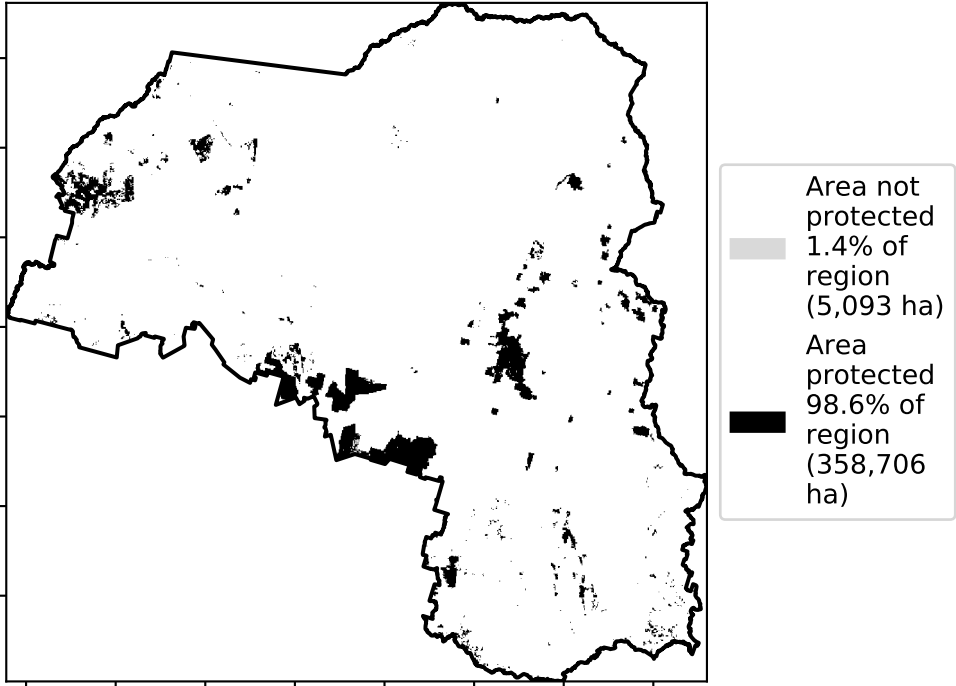 Area not
protected
1.4% of
region
(5,093 ha)
Area
protected
98.6% of
region
(358,706
ha)